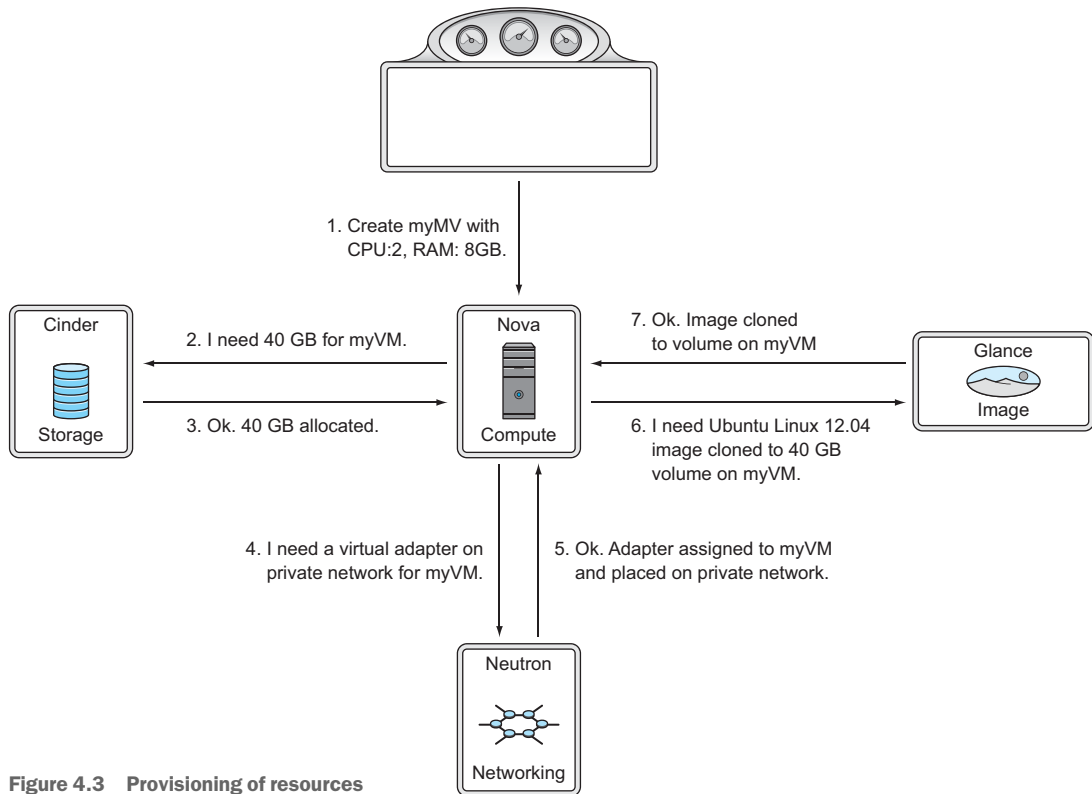 1. Create myMV with
CPU:2, RAM: 8GB.
Cinder
Storage
2. I need 40 GB for myVM.
3. Ok. 40 GB allocated.
Nova
Compute
7. Ok. Image cloned
to volume on myVM
6. I need Ubuntu Linux 12.04
image cloned to 40 GB
volume on myVM.
Glance
Image
4. I need a virtual adapter on
private network for myVM.
5. Ok. Adapter assigned to myVM
and placed on private network.
Neutron
Networking
Figure 4.3 Provisioning of resources